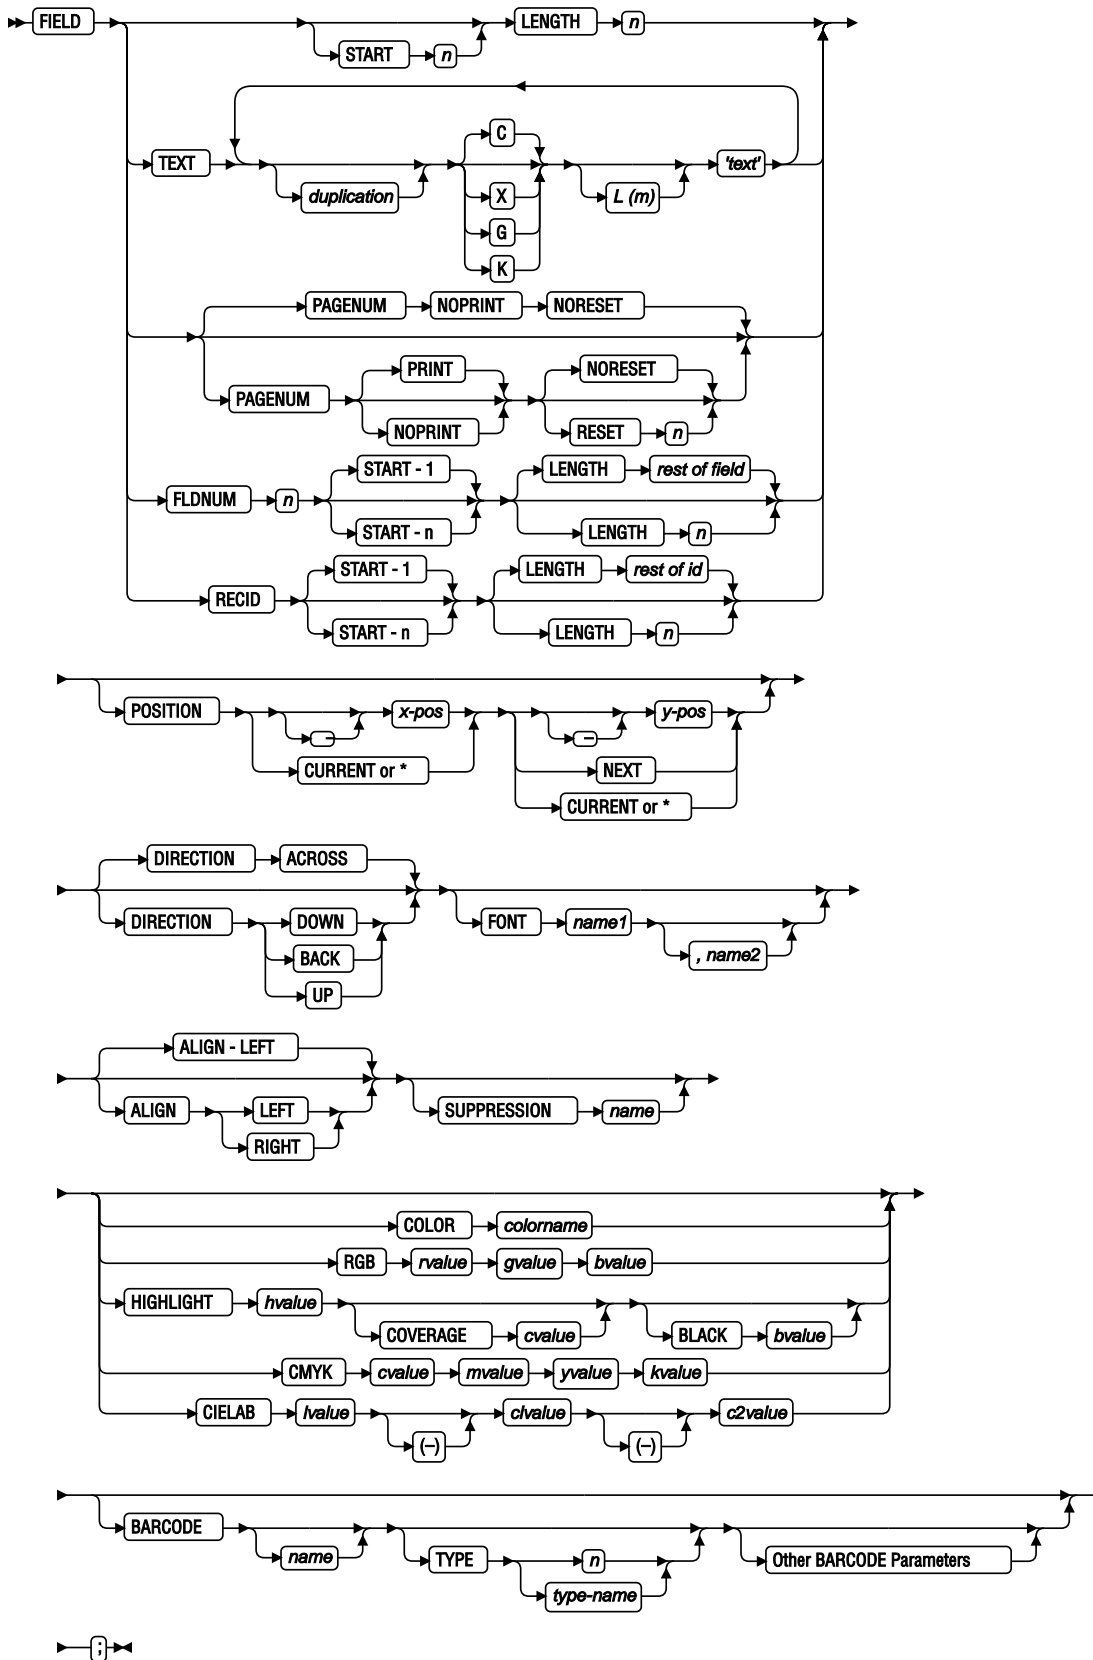 FIELD LENGTH n
START n
C
TEXT 'text'
duplication X L (m)
G
K
PAGENUM NOPRINT NORESET
PRINT NORESET
PAGENUM
NOPRINT RESET n
START - 1 LENGTH rest of field
FLDNUM n
START - n LENGTH n
START - 1 LENGTH rest of id
RECID
START - n LENGTH n
POSITION x-pos y-pos
– –
CURRENT or * NEXT
CURRENT or *
DIRECTION ACROSS
DIRECTION DOWN FONT name1
BACK , name2
UP
ALIGN - LEFT
ALIGN LEFT SUPPRESSION name
RIGHT
COLOR colorname
RGB rvalue gvalue bvalue
HIGHLIGHT hvalue
COVERAGE cvalue BLACK bvalue
CMYK cvalue mvalue yvalue kvalue
CIELAB lvalue clvalue c2value
(–) (–)
BARCODE
name TYPE n Other BARCODE Parameters
type-name
;